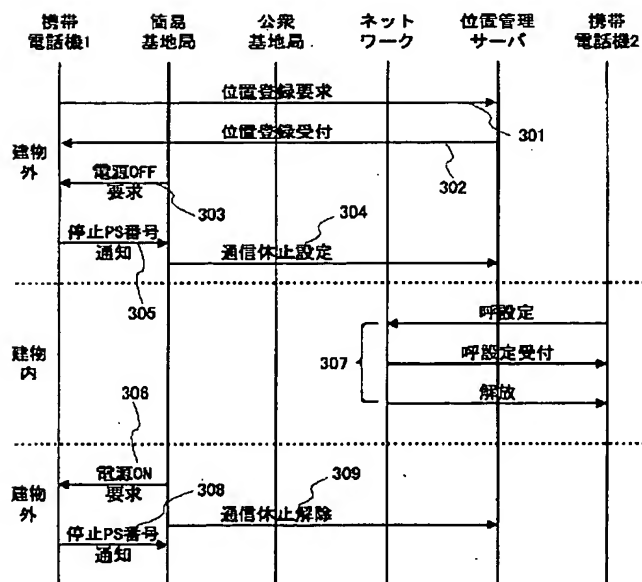 携帯
電話機1
簡易
基地局
公衆
基地局
ネット
ワーク
位置管理
サーバ
携帯
電話機2
位置登録要求
301
位置登録受付
302
建物
外
電源OFF
要求
303
304
停止PS番号
通知
通信休止設定
305
呼設定
建物
内
307
呼設定受付
解放
306
電源ON
要求
308
309
建物
外
通信休止解除
停止PS番号
通知